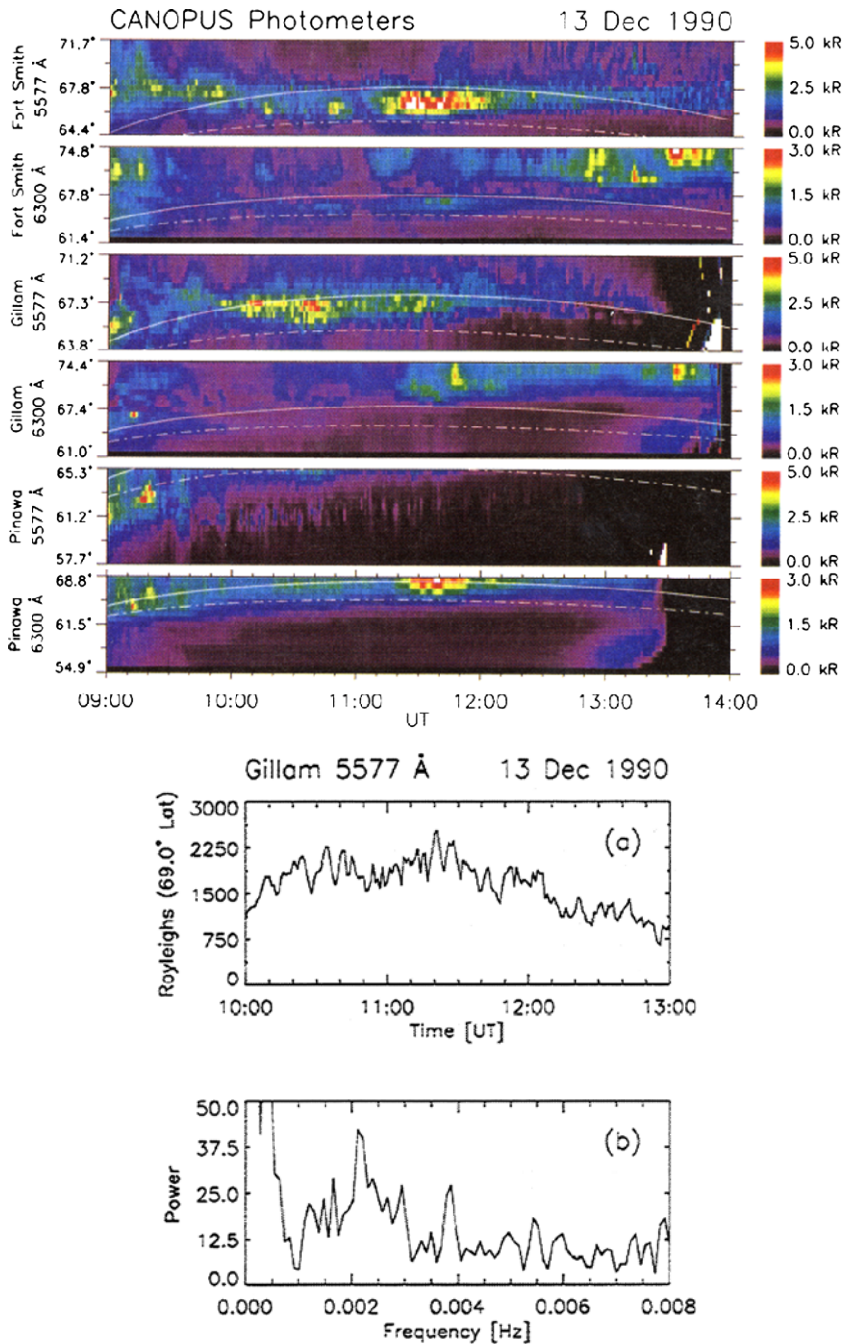 CANOPUS Photometers 13 Dec 1990
Fort Smith
5577 Å
71.7°
67.8°
64.4°
5.0 kR
2.5 kR
0.0 kR
Fort Smith
6300 Å
74.8°
67.8°
61.4°
3.0 kR
1.5 kR
0.0 kR
Gillam
5577 Å
71.2°
67.3°
63.8°
5.0 kR
2.5 kR
0.0 kR
Gillam
6300 Å
74.4°
67.4°
61.0°
3.0 kR
1.5 kR
0.0 kR
Pinawa
5577 Å
65.3°
61.2°
57.7°
5.0 kR
2.5 kR
0.0 kR
Pinawa
6300 Å
68.8°
61.5°
54.9°
3.0 kR
1.5 kR
0.0 kR
09:00 10:00 11:00 12:00 13:00 14:00
UT
Gillam 5577 Å 13 Dec 1990
Rayleighs (69.0° Lat)
3000
2250
1500
750
0
(a)
10:00 11:00 12:00 13:00
Time [UT]
Power
50.0
37.5
25.0
12.5
0.0
(b)
0.000 0.002 0.004 0.006 0.008
Frequency [Hz]